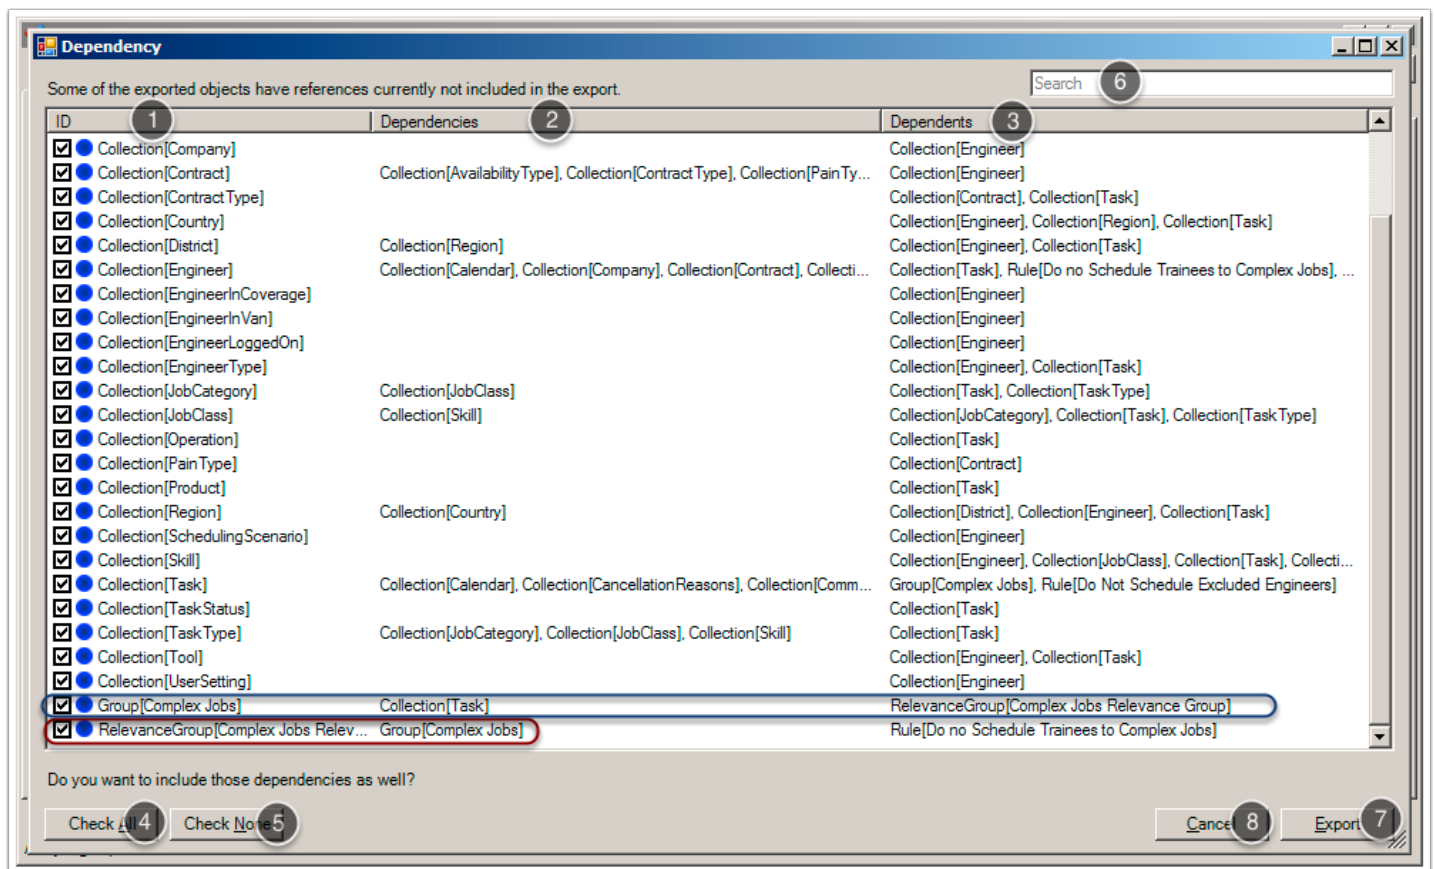 Dependency
Some of the exported objects have references currently not included in the export.
Search 6
ID 1 Dependencies 2 Dependents 3
Collection[Company] Collection[Engineer]
Collection[Contract] Collection[AvailabilityType], Collection[ContractType], Collection[PainTy... Collection[Engineer]
Collection[ContractType] Collection[Contract], Collection[Task]
Collection[Country] Collection[Engineer], Collection[Region], Collection[Task]
Collection[District] Collection[Region] Collection[Engineer], Collection[Task]
Collection[Engineer] Collection[Calendar], Collection[Company], Collection[Contract], Collecti... Collection[Task], Rule[Do no Schedule Trainees to Complex Jobs], ...
Collection[EngineerInCoverage] Collection[Engineer]
Collection[EngineerInVan] Collection[Engineer]
Collection[EngineerLoggedOn] Collection[Engineer]
Collection[EngineerType] Collection[Engineer], Collection[Task]
Collection[JobCategory] Collection[JobClass] Collection[Task], Collection[TaskType]
Collection[JobClass] Collection[Skill] Collection[JobCategory], Collection[Task], Collection[TaskType]
Collection[Operation] Collection[Task]
Collection[PainType] Collection[Contract]
Collection[Product] Collection[Task]
Collection[Region] Collection[Country] Collection[District], Collection[Engineer], Collection[Task]
Collection[SchedulingScenario] Collection[Engineer]
Collection[Skill] Collection[Engineer], Collection[JobClass], Collection[Task], Collecti...
Collection[Task] Collection[Calendar], Collection[CancellationReasons], Collection[Comm... Group[Complex Jobs], Rule[Do Not Schedule Excluded Engineers]
Collection[TaskStatus] Collection[Task]
Collection[TaskType] Collection[JobCategory], Collection[JobClass], Collection[Skill] Collection[Task]
Collection[Tool] Collection[Engineer], Collection[Task]
Collection[UserSetting] Collection[Engineer]
Group[Complex Jobs] Collection[Task] RelevanceGroup[Complex Jobs Relevance Group]
RelevanceGroup[Complex Jobs Relev... Group[Complex Jobs] Rule[Do no Schedule Trainees to Complex Jobs]
Do you want to include those dependencies as well?
Check All 4 Check None 5 Cancel 8 Export 7